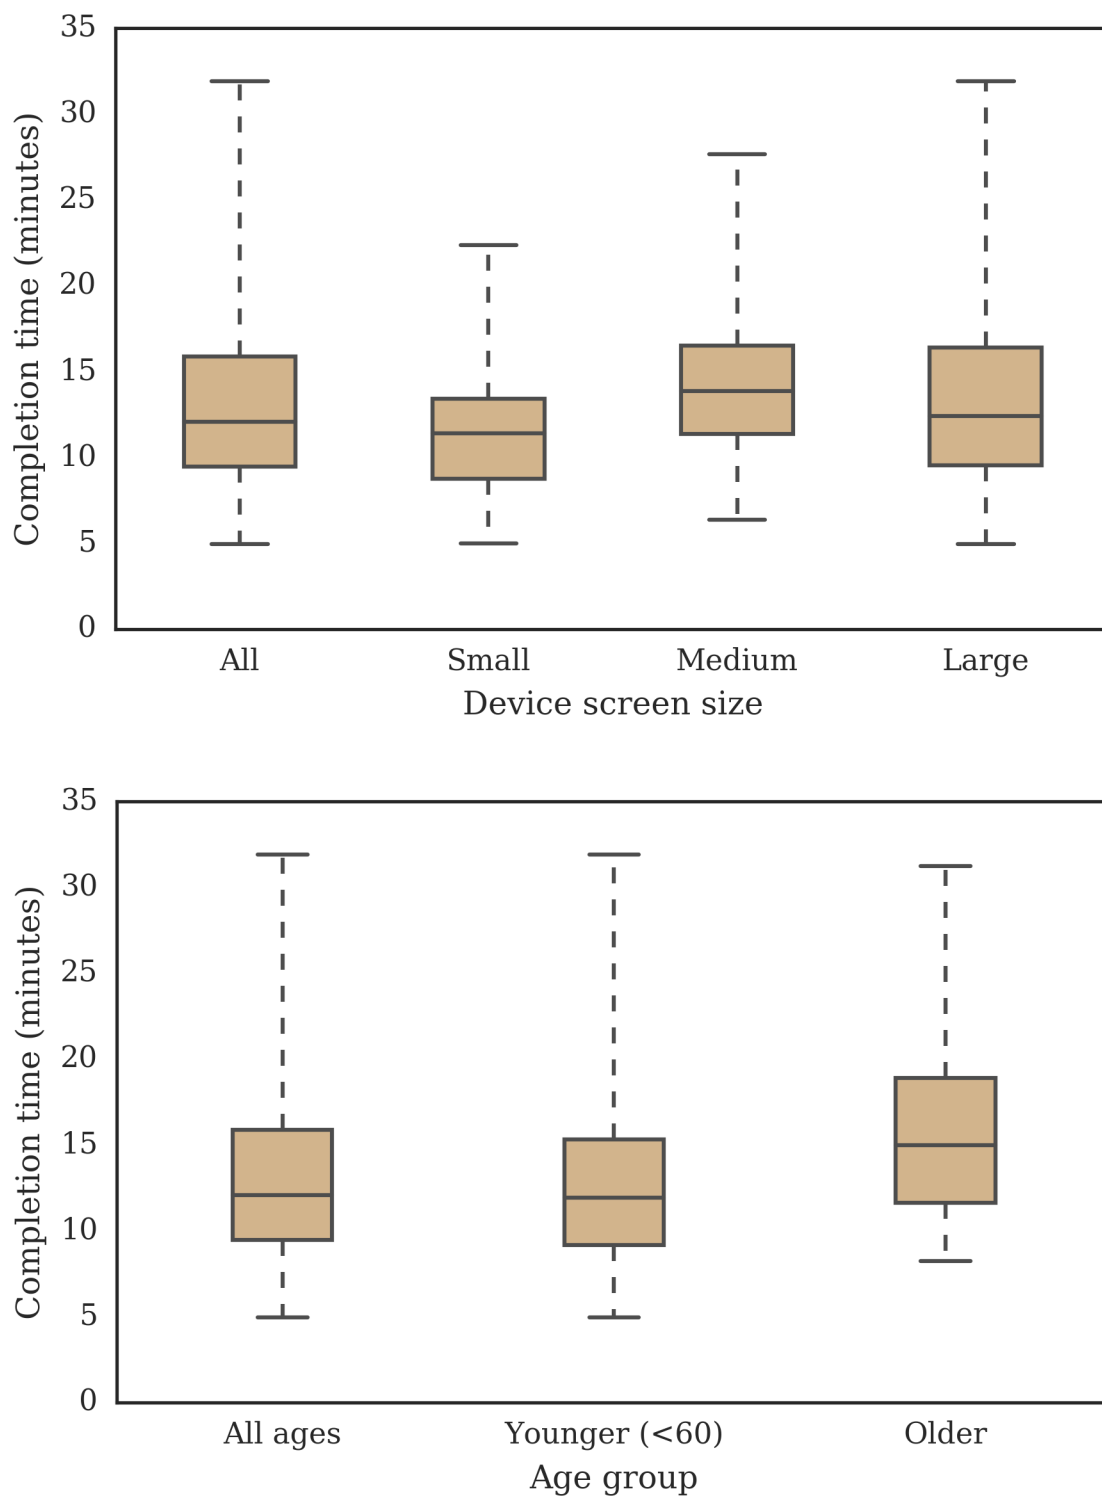 35
30
25
20
15
10
5
0
Completion time (minutes)
All Small Medium Large
Device screen size
35
30
25
20
15
10
5
0
Completion time (minutes)
All ages Younger (<60) Older
Age group